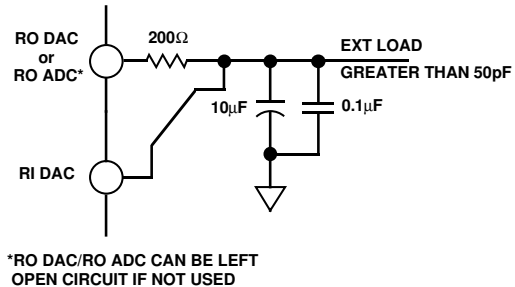 RO DAC
or
RO ADC*
200Ω
EXT LOAD
GREATER THAN 50pF
10μF
0.1μF
RI DAC
*RO DAC/RO ADC CAN BE LEFT
OPEN CIRCUIT IF NOT USED